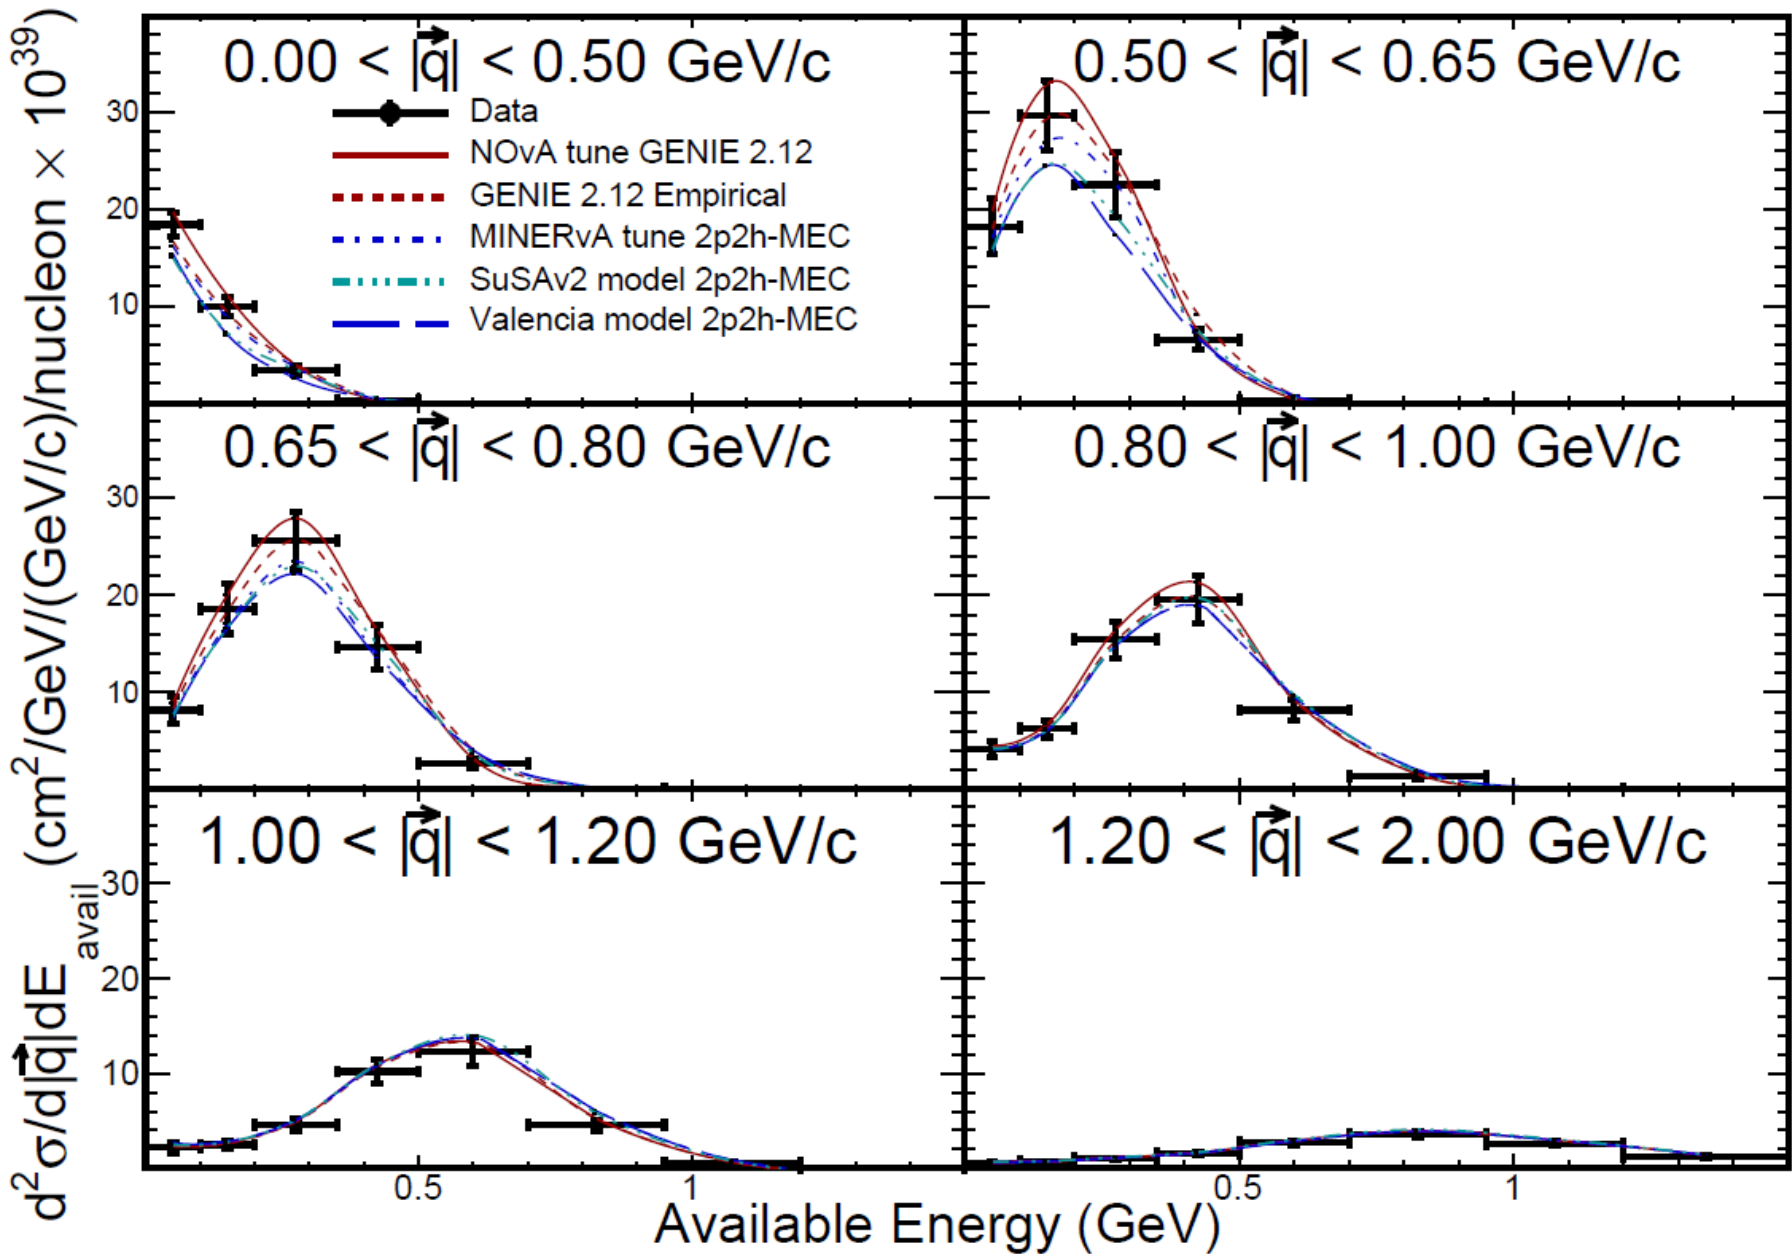 d²σ/d|q⃗|dE_avail (cm²/GeV/(GeV/c)/nucleon × 10³⁹)
0.00 < |q⃗| < 0.50 GeV/c
Data
NOvA tune GENIE 2.12
GENIE 2.12 Empirical
MINERvA tune 2p2h-MEC
SuSAv2 model 2p2h-MEC
Valencia model 2p2h-MEC
30
20
10
0.50 < |q⃗| < 0.65 GeV/c
0.65 < |q⃗| < 0.80 GeV/c
30
20
10
0.80 < |q⃗| < 1.00 GeV/c
1.00 < |q⃗| < 1.20 GeV/c
30
20
10
1.20 < |q⃗| < 2.00 GeV/c
0.5 1 0.5 1
Available Energy (GeV)